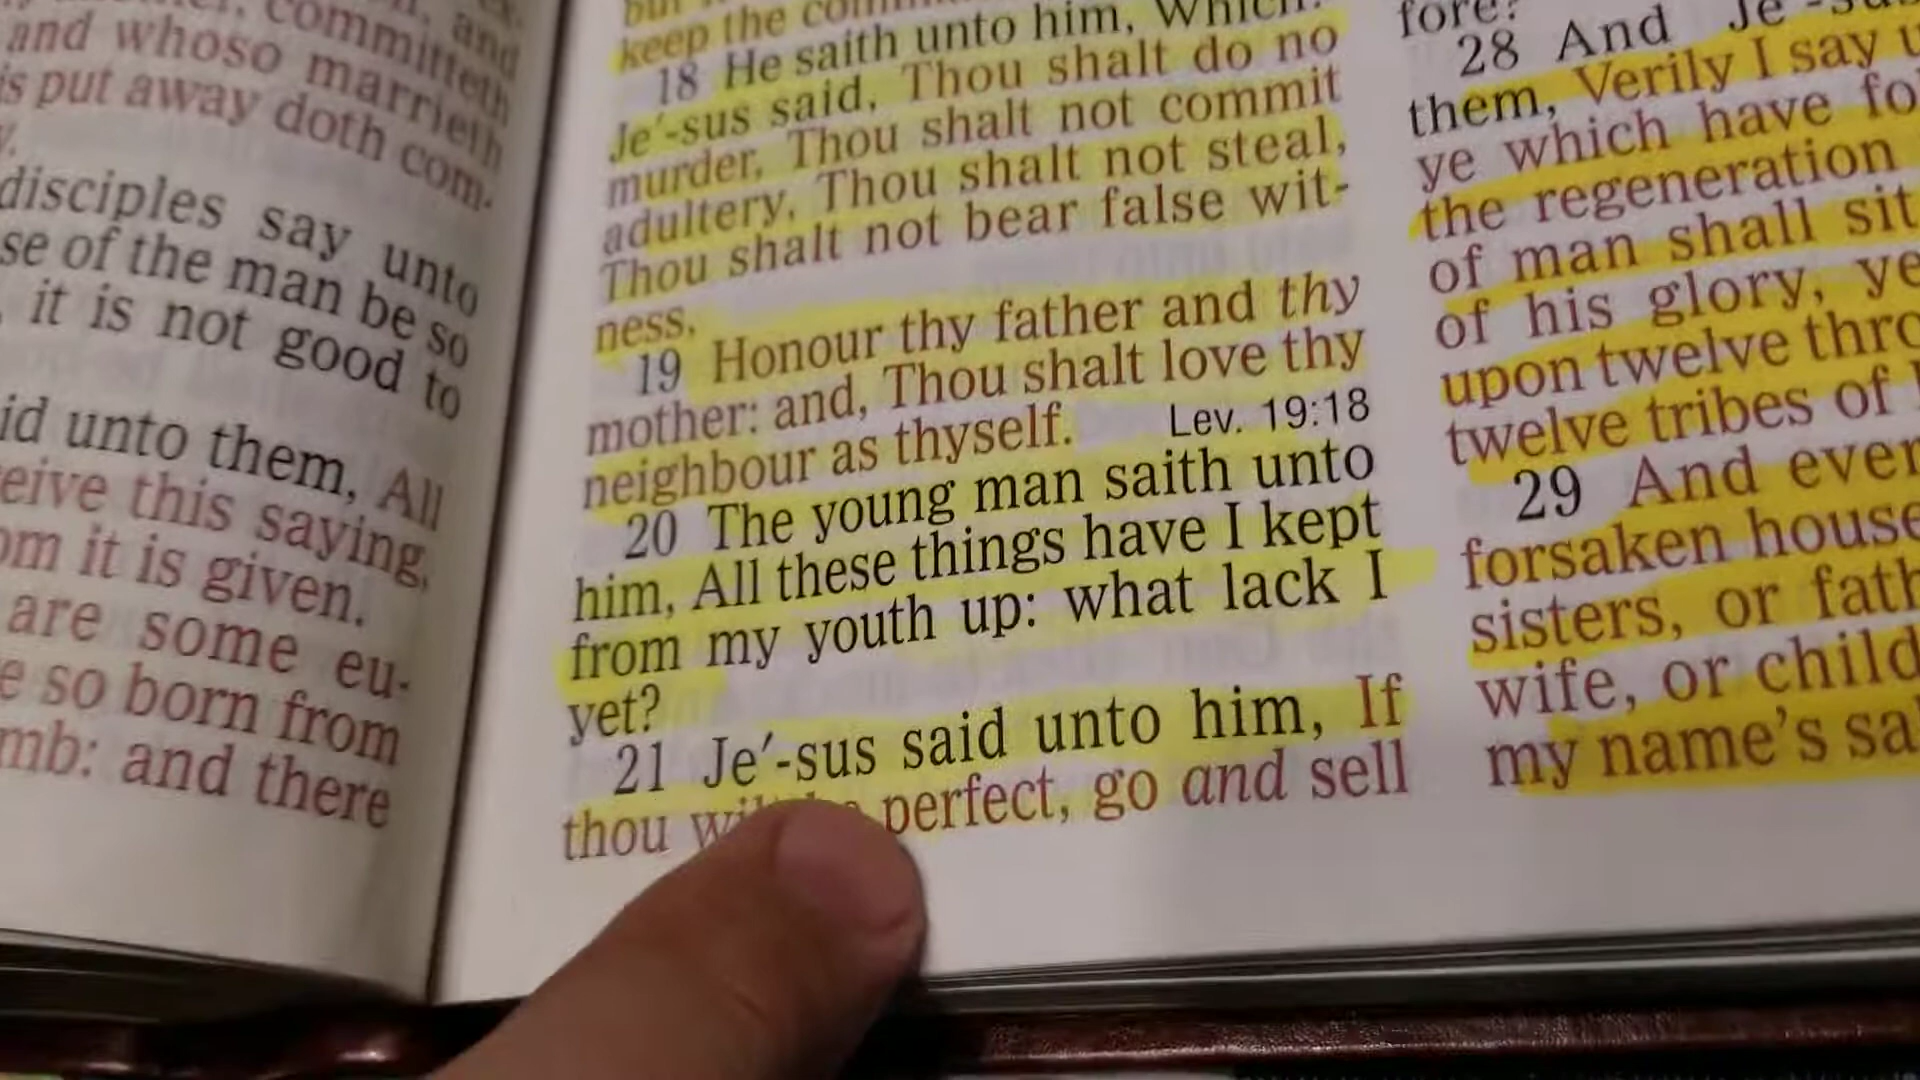 committeth
and
and whoso marrieth
is put away doth com-
disciples say unto
se of the man be so
it is not good to
id unto them, All
eive this saying,
om it is given.
are some eu-
e so born from
mb: and there
keep the
18 He saith unto him, Which?
Je′-sus said, Thou shalt do no
murder, Thou shalt not commit
adultery, Thou shalt not steal,
Thou shalt not bear false wit-
ness,
19 Honour thy father and thy
mother: and, Thou shalt love thy
neighbour as thyself. Lev. 19:18
20 The young man saith unto
him, All these things have I kept
from my youth up: what lack I
yet?
21 Je′-sus said unto him, If
thou perfect, go and sell
fore?
28 And Je′-sus
them, Verily I say u
ye which have fo
the regeneration
of man shall sit
of his glory, ye
upon twelve thro
twelve tribes of
29 And ever
forsaken house
sisters, or fath
wife, or child
my name's sa